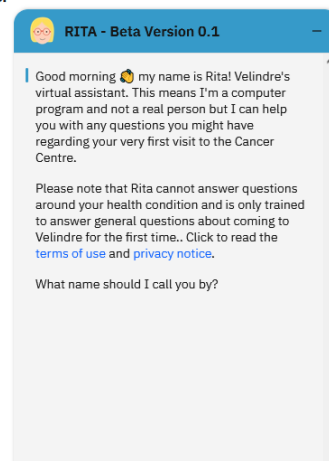 RITA - Beta Version 0.1
Good morning 👋 my name is Rita! Velindre's
virtual assistant. This means I'm a computer
program and not a real person but I can help
you with any questions you might have
regarding your very first visit to the Cancer
Centre.
Please note that Rita cannot answer questions
around your health condition and is only trained
to answer general questions about coming to
Velindre for the first time.. Click to read the
terms of use and privacy notice.
What name should I call you by?